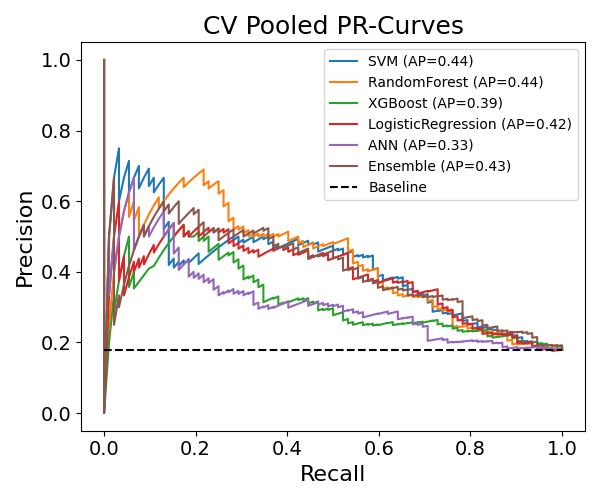 CV Pooled PR-Curves
Precision
1.0
0.8
0.6
0.4
0.2
0.0
SVM (AP=0.44)
RandomForest (AP=0.44)
XGBoost (AP=0.39)
LogisticRegression (AP=0.42)
ANN (AP=0.33)
Ensemble (AP=0.43)
Baseline
0.0 0.2 0.4 0.6 0.8 1.0
Recall